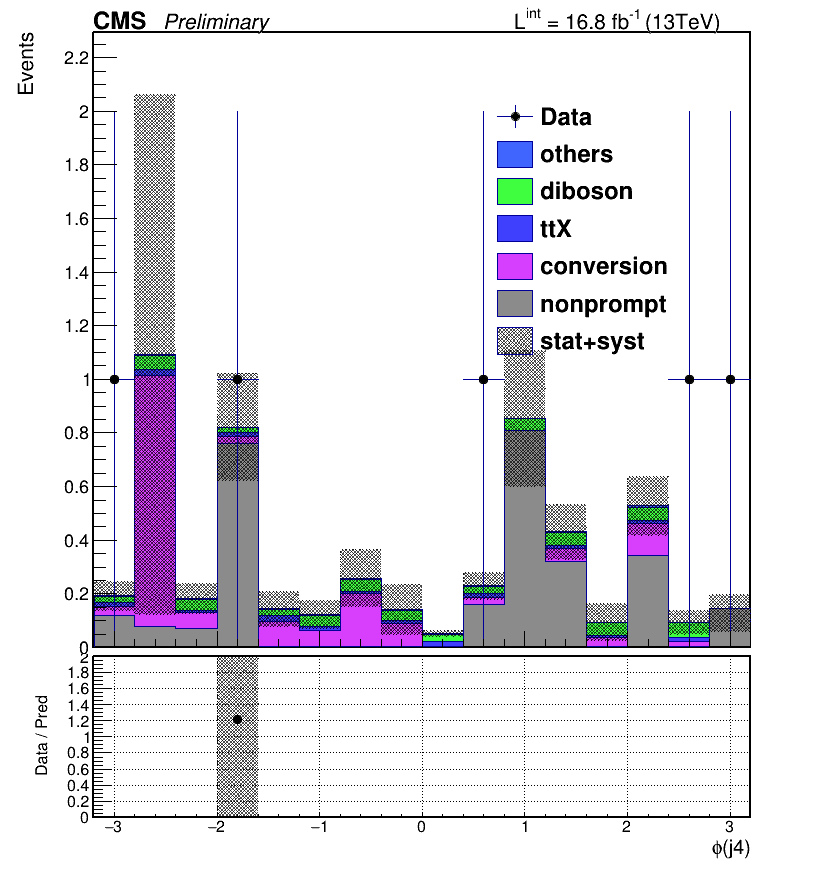 CMS Preliminary L^int = 16.8 fb^-1 (13TeV)
Events
2.2
2
1.8
1.6
1.4
1.2
1
0.8
0.6
0.4
0.2
0
Data
others
diboson
ttX
conversion
nonprompt
stat+syst
Data / Pred
2
1.8
1.6
1.4
1.2
1
0.8
0.6
0.4
0.2
0
−3 −2 −1 0 1 2 3
ϕ(j4)